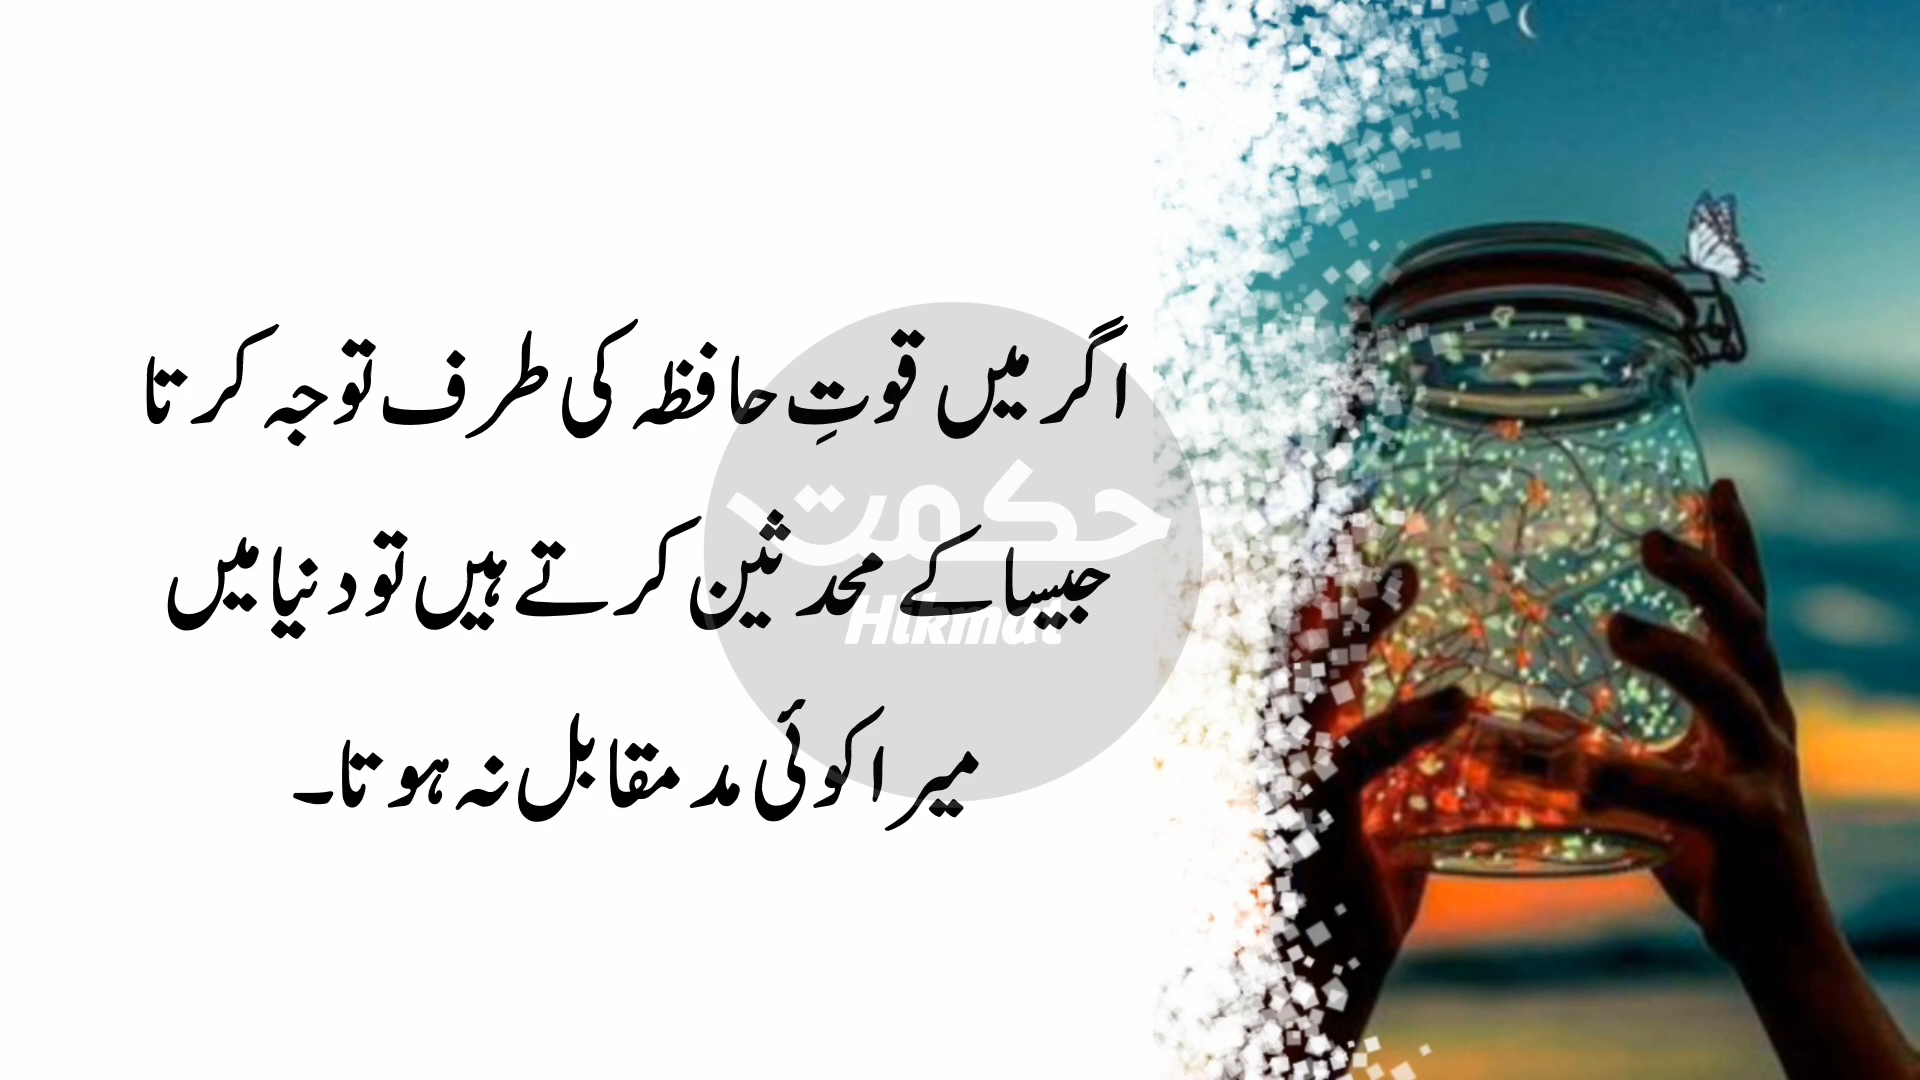 اگر میں قوتِ حافظہ کی طرف توجہ کرتا
جیسا کے محدثین کرتے ہیں تو دنیا میں
میرا کوئی مد مقابل نہ ہوتا۔
حکمت
Hikmat